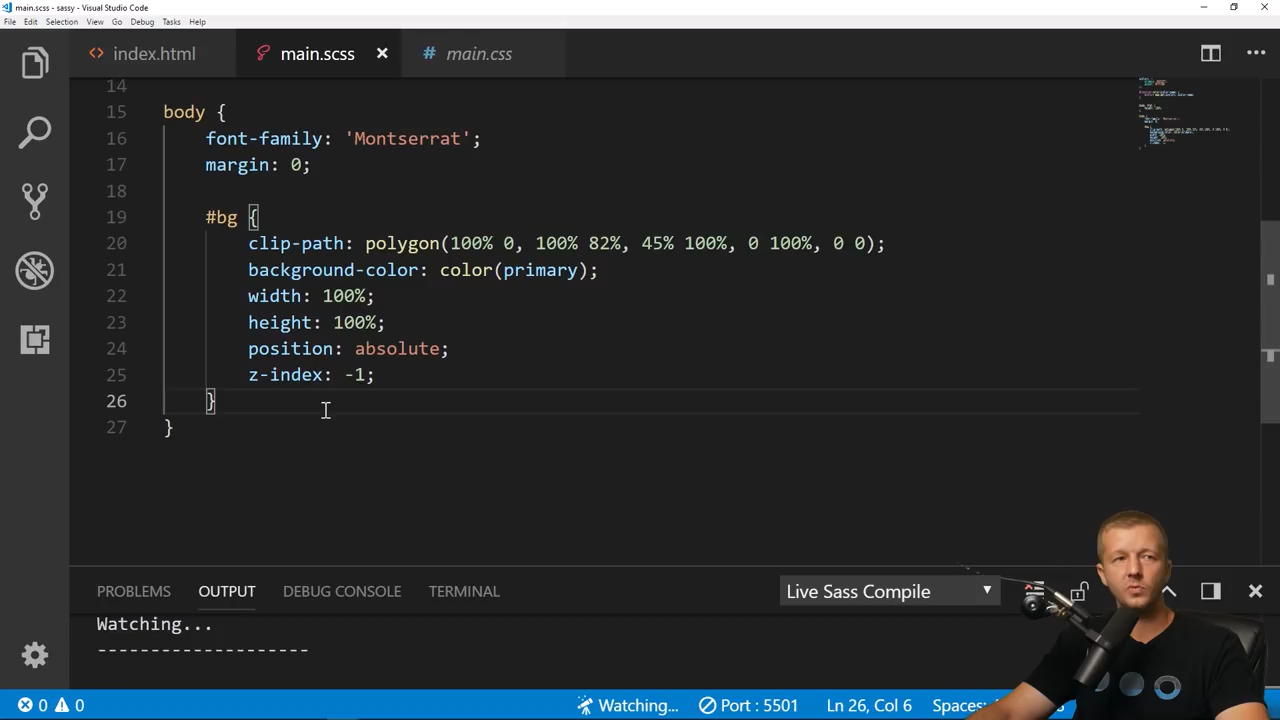 main.scss - sassy - Visual Studio Code
File Edit Selection View Go Debug Tasks Help
index.html main.scss main.css
14
15 body {
16 font-family: 'Montserrat';
17 margin: 0;
18
19 #bg {
20 clip-path: polygon(100% 0, 100% 82%, 45% 100%, 0 100%, 0 0);
21 background-color: color(primary);
22 width: 100%;
23 height: 100%;
24 position: absolute;
25 z-index: -1;
26 }
27 }
PROBLEMS OUTPUT DEBUG CONSOLE TERMINAL Live Sass Compile
Watching...
--------------------
0 0 Watching... Port : 5501 Ln 26, Col 6 Spaces: